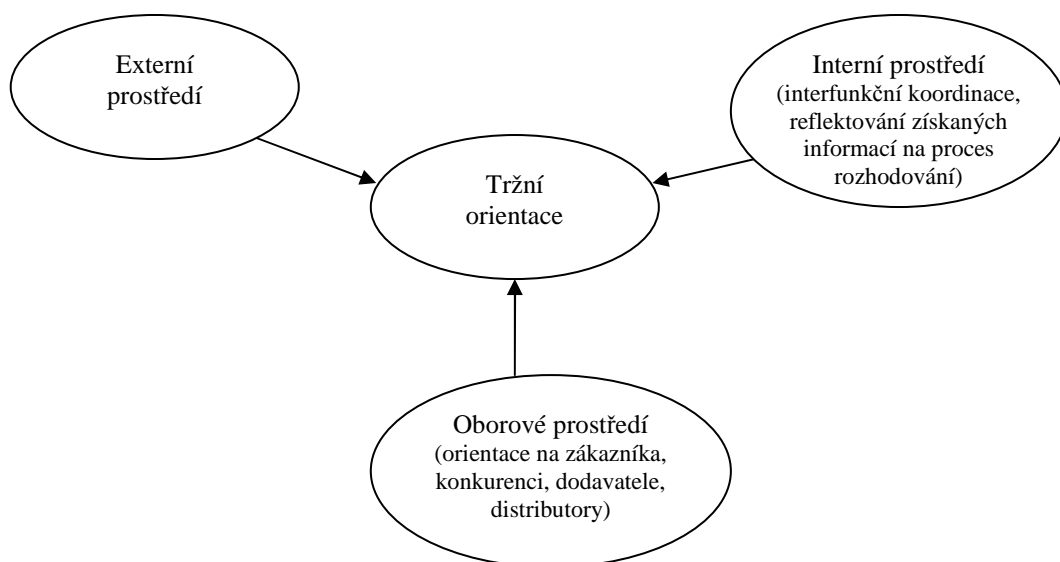 Externí
prostředí
Interní prostředí
(interfunkční koordinace,
reflektování získaných
informací na proces
rozhodování)
Tržní
orientace
Oborové prostředí
(orientace na zákazníka,
konkurenci, dodavatele,
distributory)